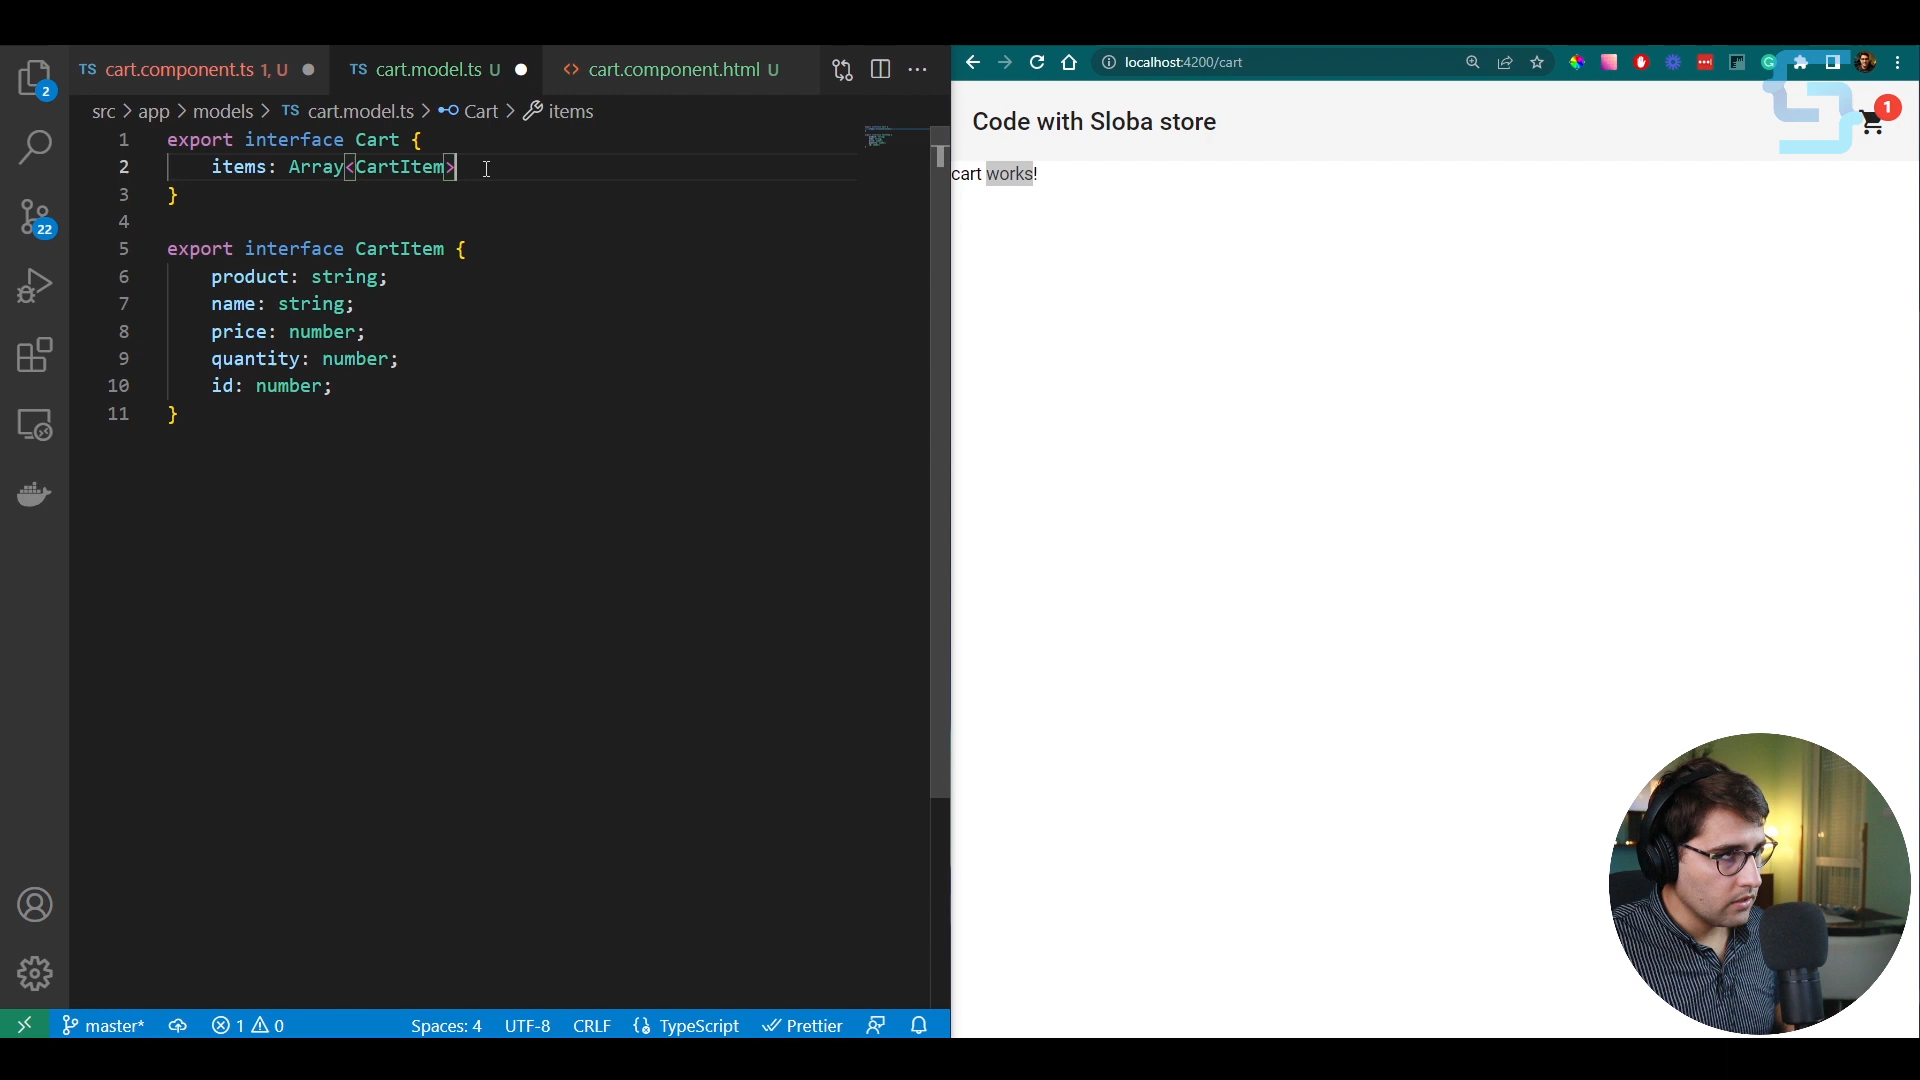 TS cart.component.ts 1, U
TS cart.model.ts U
<> cart.component.html U
src > app > models > TS cart.model.ts > Cart > items
1 export interface Cart {
2 items: Array<CartItem>
3 }
4
5 export interface CartItem {
6 product: string;
7 name: string;
8 price: number;
9 quantity: number;
10 id: number;
11 }
2
22
master*
1
0
Spaces: 4
UTF-8
CRLF
{} TypeScript
Prettier
localhost:4200/cart
Code with Sloba store
1
cart works!